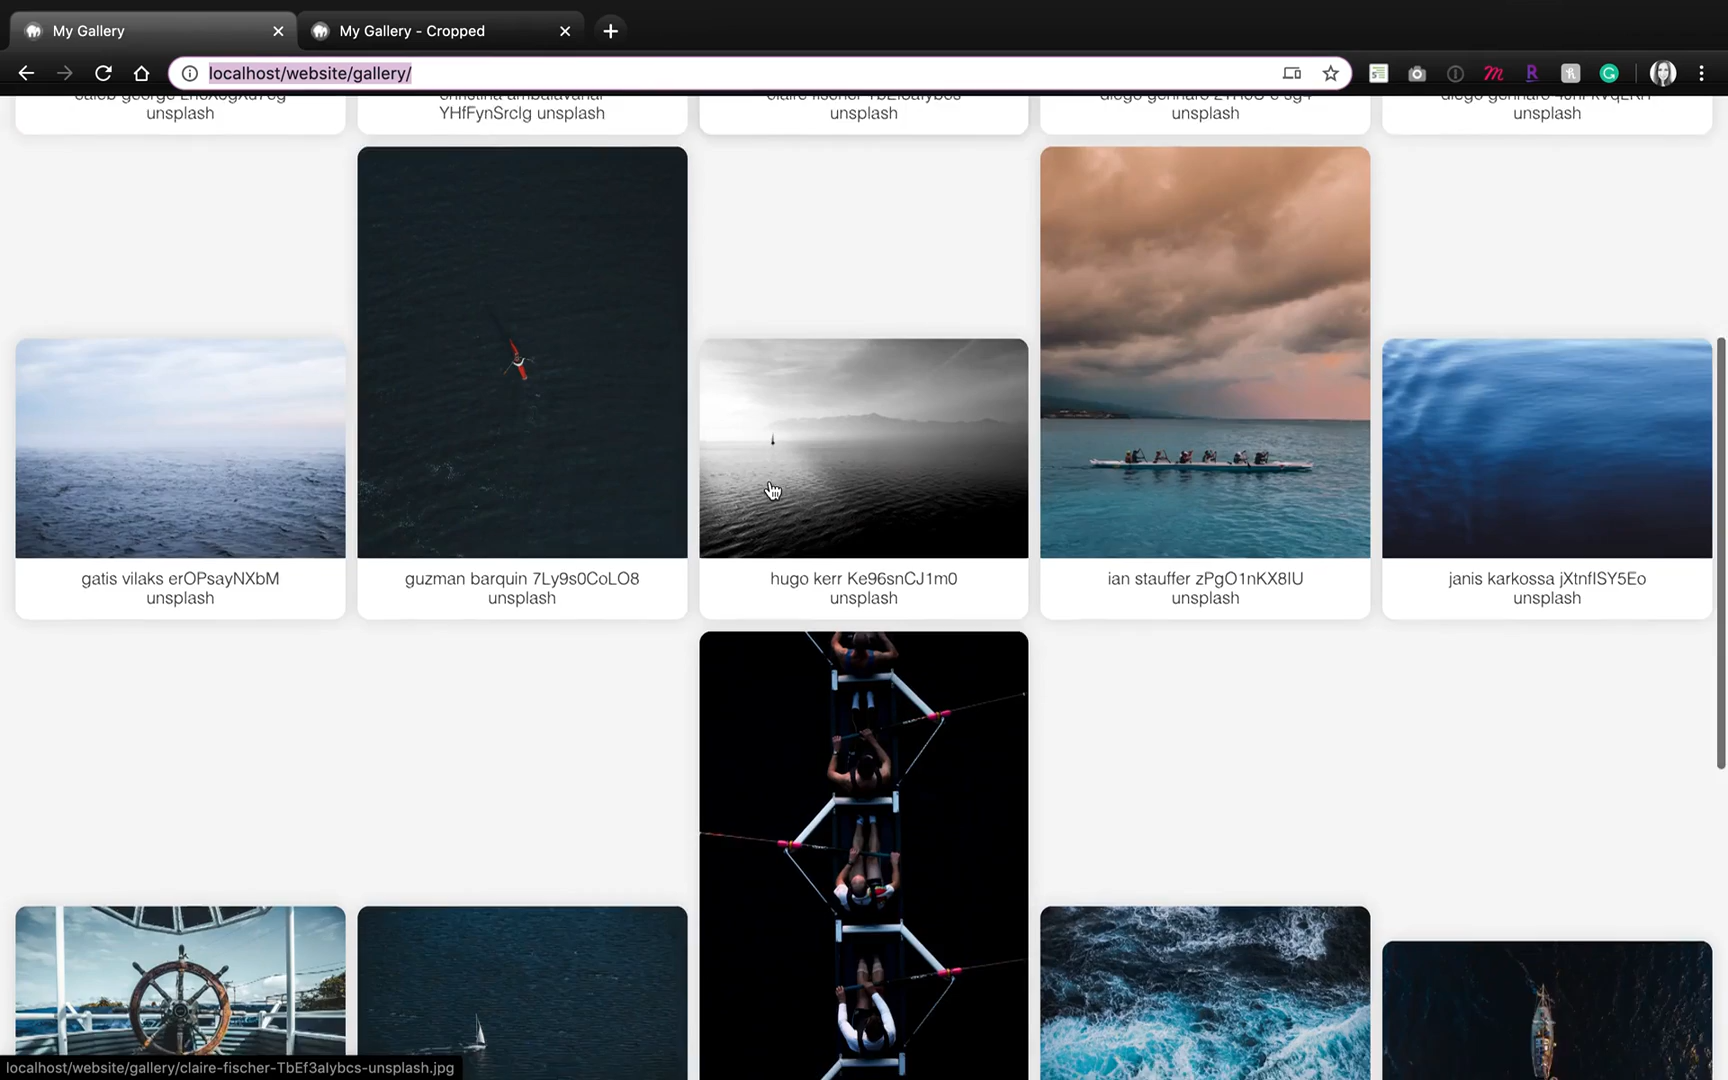 My Gallery
My Gallery - Cropped
localhost/website/gallery/
unsplash
YHfFynSrcIg unsplash
unsplash
unsplash
unsplash
gatis vilaks erOPsayNXbM
unsplash
guzman barquin 7Ly9s0CoLO8
unsplash
hugo kerr Ke96snCJ1m0
unsplash
ian stauffer zPgO1nKX8IU
unsplash
janis karkossa jXtnfISY5Eo
unsplash
localhost/website/gallery/claire-fischer-TbEf3alybcs-unsplash.jpg